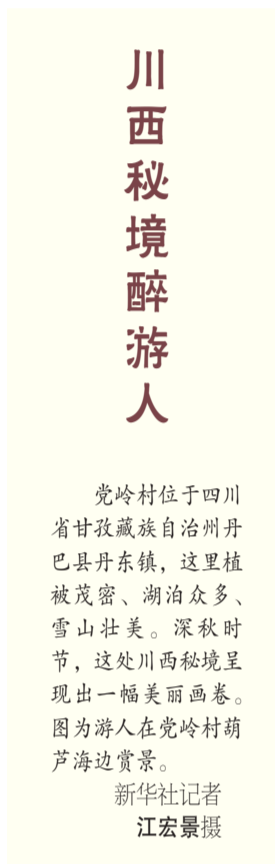 川西秘境醉游人
党岭村位于四川
省甘孜藏族自治州丹
巴县丹东镇，这里植
被茂密、湖泊众多、
雪山壮美。深秋时
节，这处川西秘境呈
现出一幅美丽画卷。
图为游人在党岭村葫
芦海边赏景。
新华社记者
江宏景摄